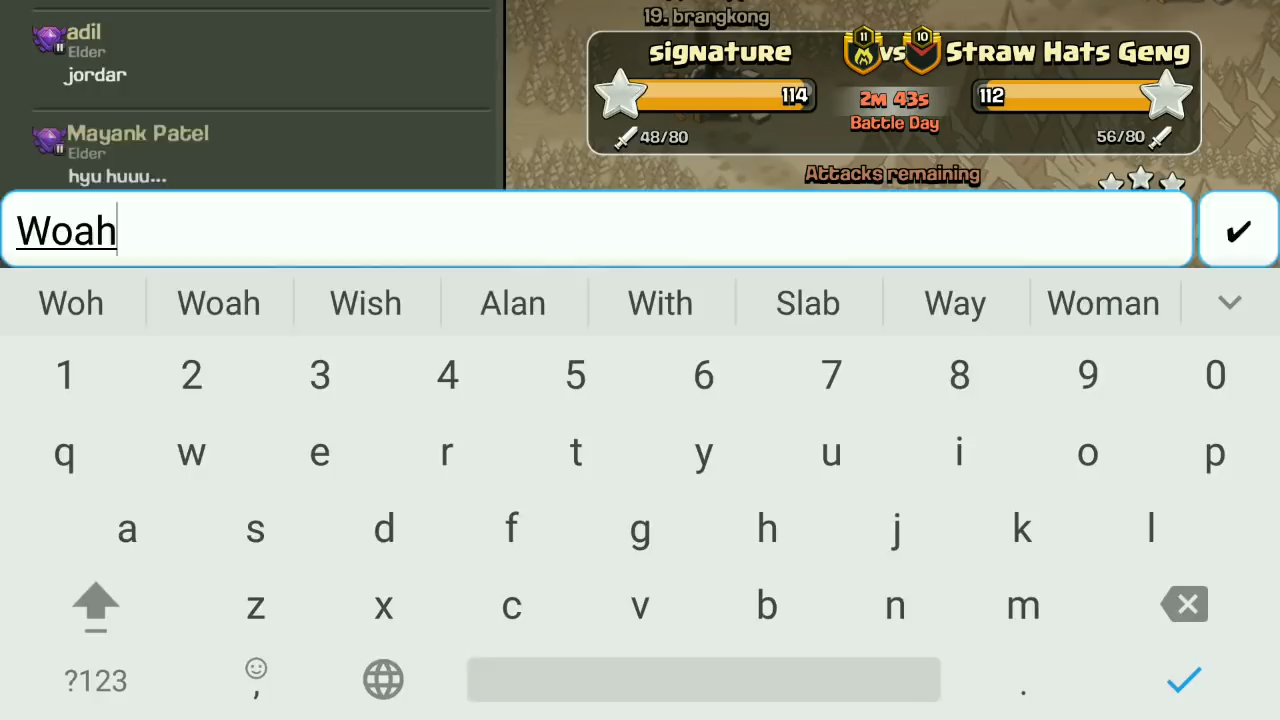 adil
Elder
jordar
Mayank Patel
Elder
hyu huuu...
19. brangkong
signature
11
vs
10
Straw Hats Geng
114
2m 43s
112
Battle Day
48/80
56/80
Attacks remaining
Woah
✔
Woh Woah Wish Alan With Slab Way Woman
1 2 3 4 5 6 7 8 9 0
q w e r t y u i o p
a s d f g h j k l
z x c v b n m
?123 , .